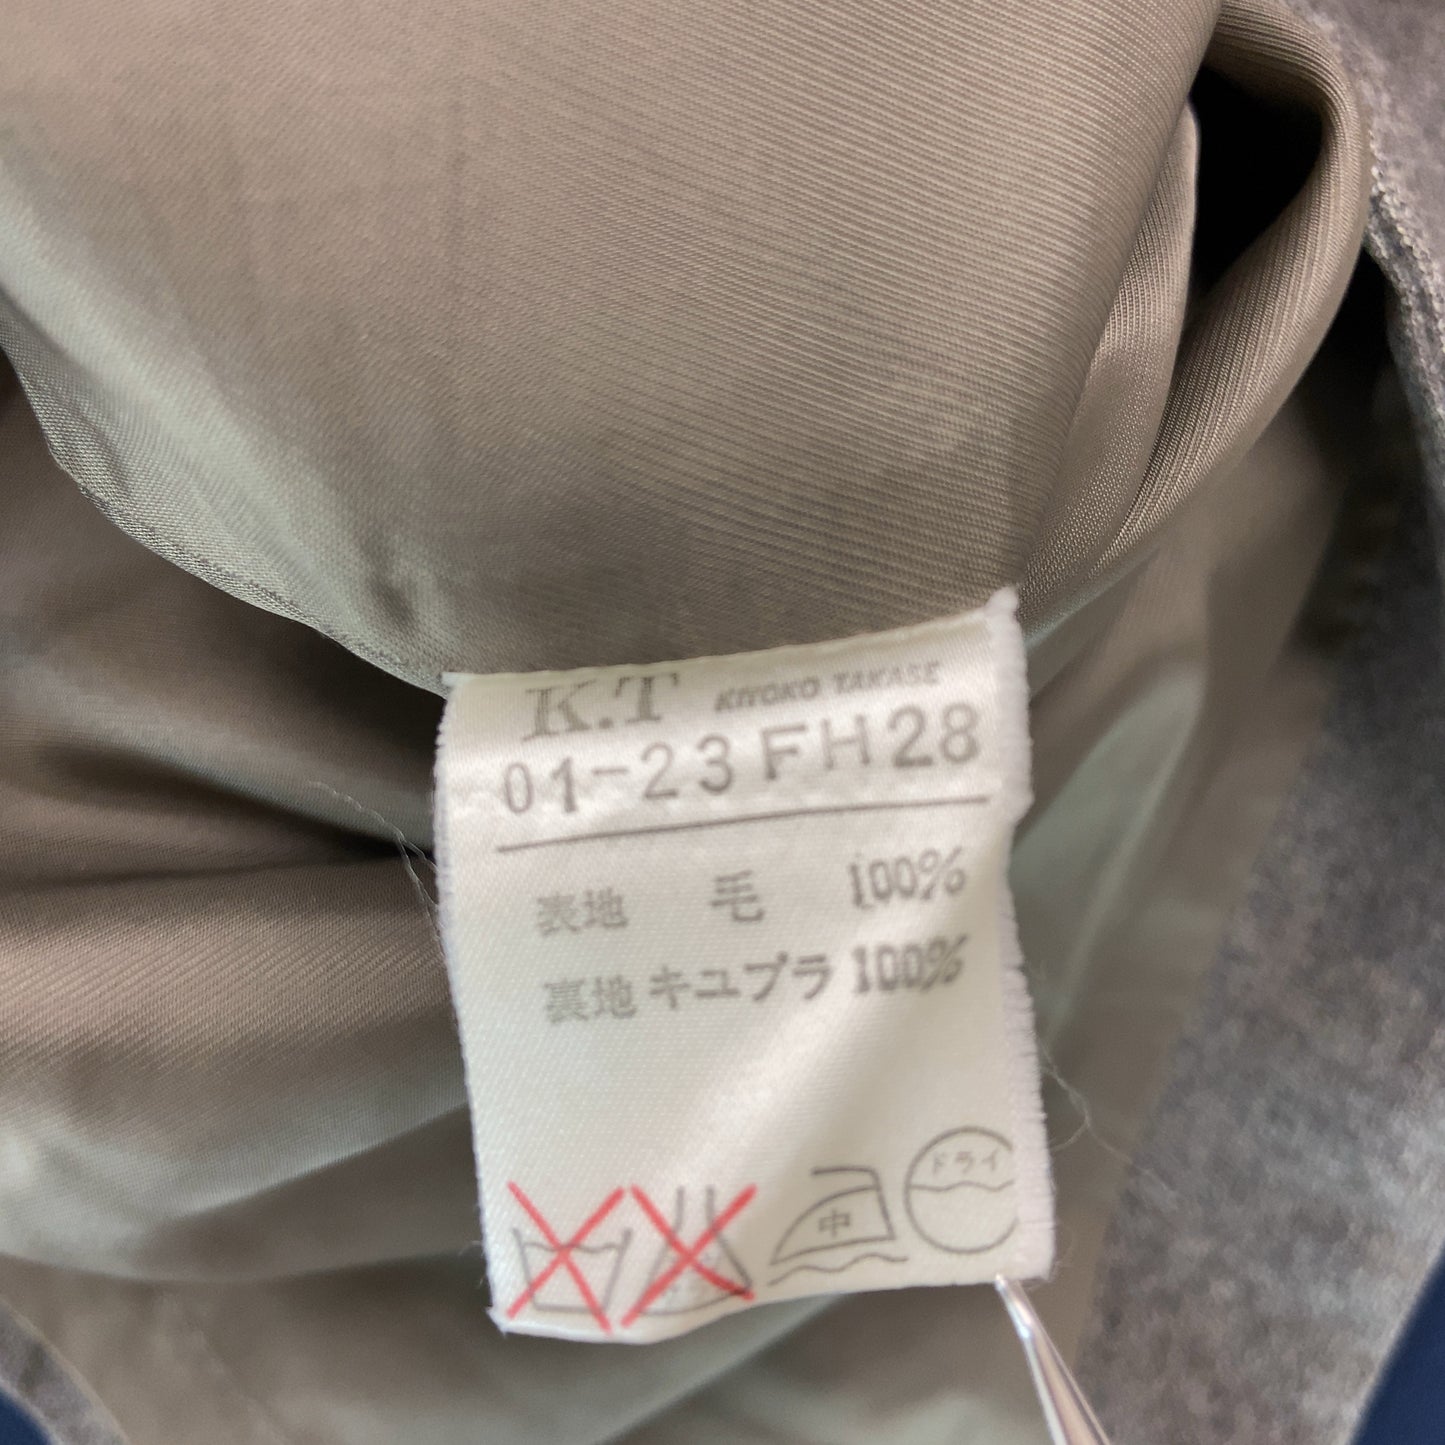 K.T KIYOKO TAKASE
01-23FH28
表地 毛 100%
裏地 キュプラ 100%
中 ドライ